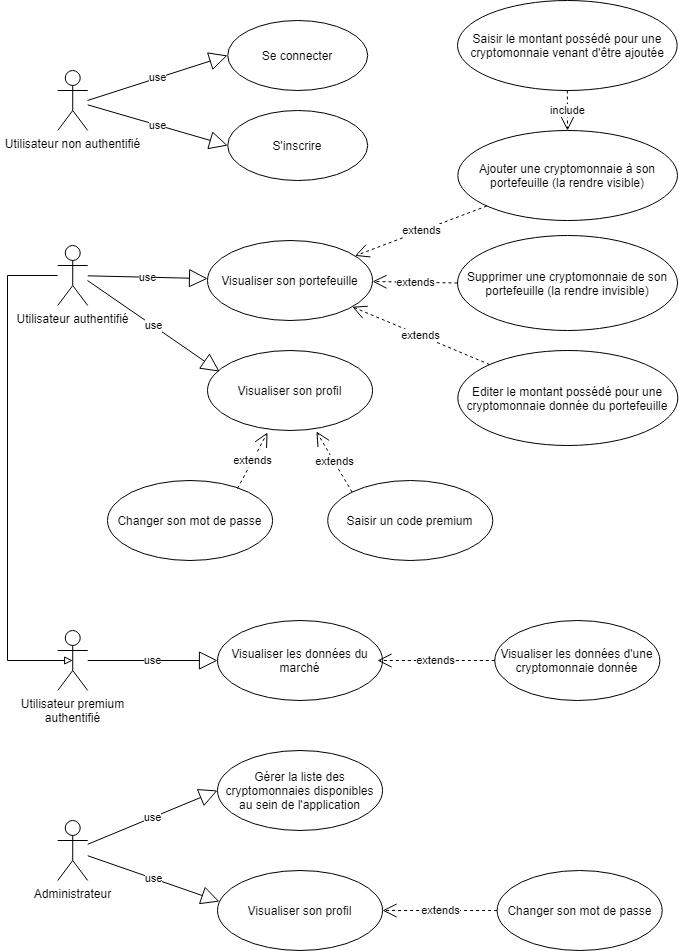 Saisir le montant possédé pour une
cryptomonnaie venant d'être ajoutée
Se connecter
use
include
Utilisateur non authentifié
use
S'inscrire
Ajouter une cryptomonnaie à son
portefeuille (la rendre visible)
extends
Visualiser son portefeuille
use
extends
Supprimer une cryptomonnaie de son
portefeuille (la rendre invisible)
Utilisateur authentifié
use
extends
Visualiser son profil
Editer le montant possédé pour une
cryptomonnaie donnée du portefeuille
extends
extends
Changer son mot de passe
Saisir un code premium
use
Visualiser les données du
marché
extends
Visualiser les données d'une
cryptomonnaie donnée
Utilisateur premium
authentifié
Gérer la liste des
cryptomonnaies disponibles
au sein de l'application
use
Administrateur
use
Visualiser son profil
extends
Changer son mot de passe